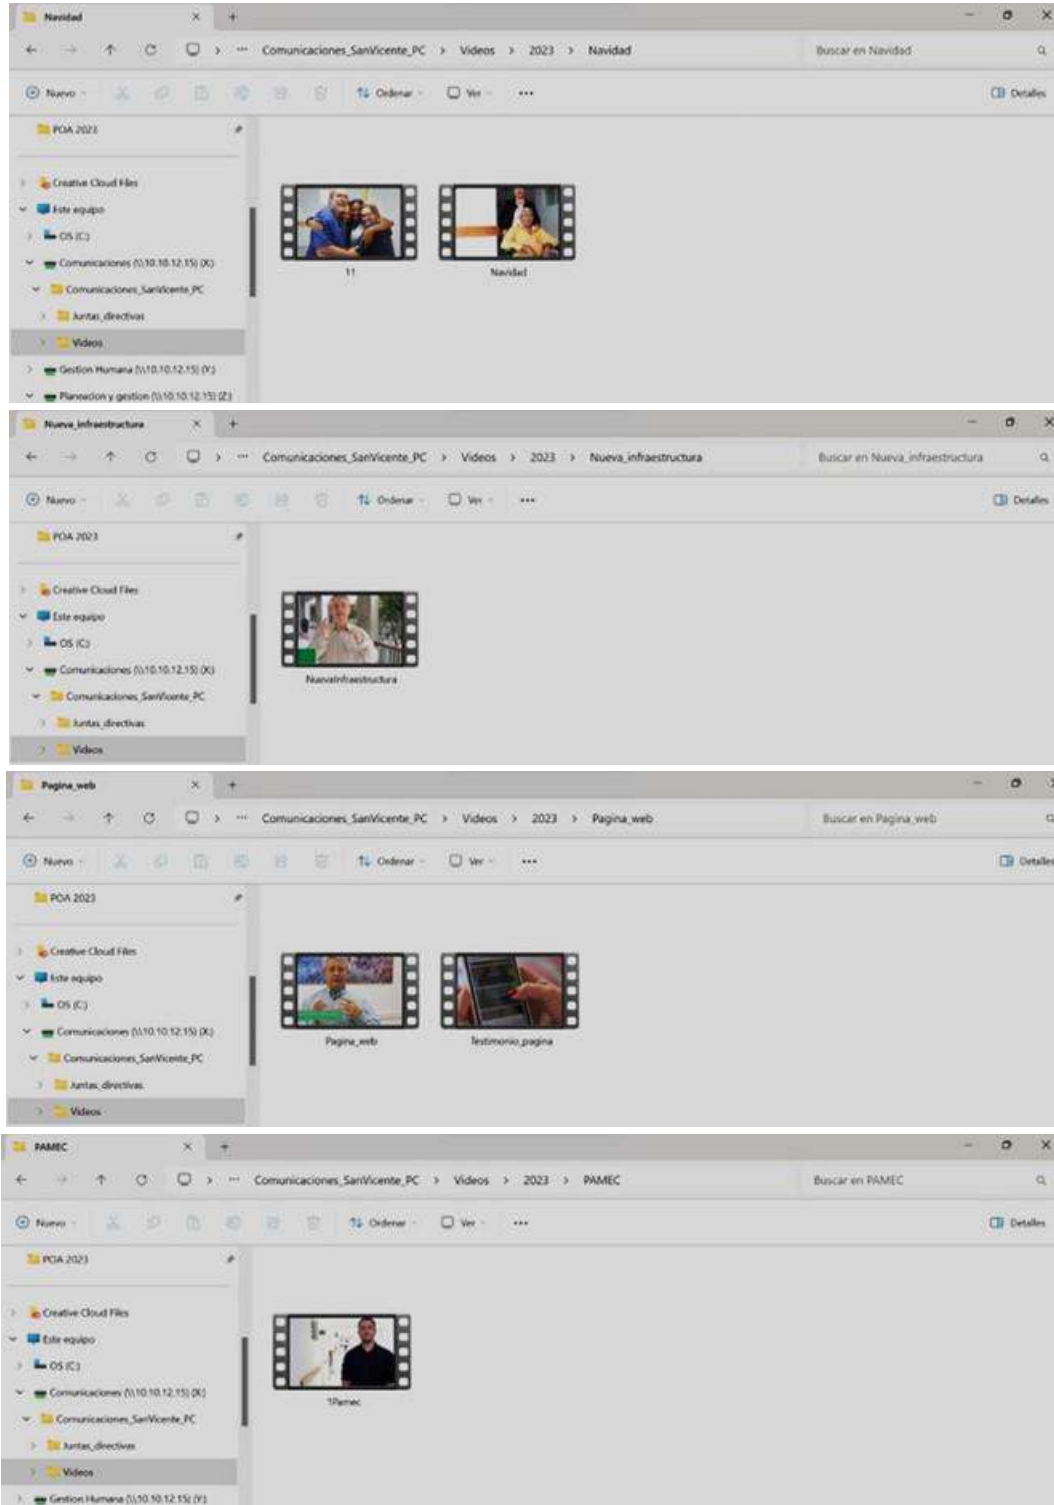 Navidad
Comunicaciones_SanVicente_PC > Videos > 2023 > Navidad
Buscar en Navidad
Nuevo
Ordenar
Ver
Detalles
POA 2023
Creative Cloud Files
Este equipo
OS (C:)
Comunicaciones (\\10.10.12.15) (X:)
Comunicaciones_SanVicente_PC
Juntas_directivas
Videos
Gestion Humana (\\10.10.12.15) (Y:)
Planeacion y gestion (\\10.10.12.15) (Z:)
11
Navidad
Nueva_infraestructura
Comunicaciones_SanVicente_PC > Videos > 2023 > Nueva_infraestructura
Buscar en Nueva_infraestructura
Nuevo
Ordenar
Ver
Detalles
POA 2023
Creative Cloud Files
Este equipo
OS (C:)
Comunicaciones (\\10.10.12.15) (X:)
Comunicaciones_SanVicente_PC
Juntas_directivas
Videos
NuevaInfraestructura
Pagina_web
Comunicaciones_SanVicente_PC > Videos > 2023 > Pagina_web
Buscar en Pagina_web
Nuevo
Ordenar
Ver
Detalles
POA 2023
Creative Cloud Files
Este equipo
OS (C:)
Comunicaciones (\\10.10.12.15) (X:)
Comunicaciones_SanVicente_PC
Juntas_directivas
Videos
Pagina_web
Testimonio_pagina
PAMEC
Comunicaciones_SanVicente_PC > Videos > 2023 > PAMEC
Buscar en PAMEC
Nuevo
Ordenar
Ver
Detalles
POA 2023
Creative Cloud Files
Este equipo
OS (C:)
Comunicaciones (\\10.10.12.15) (X:)
Comunicaciones_SanVicente_PC
Juntas_directivas
Videos
Gestion Humana (\\10.10.12.15) (Y:)
1Pamec